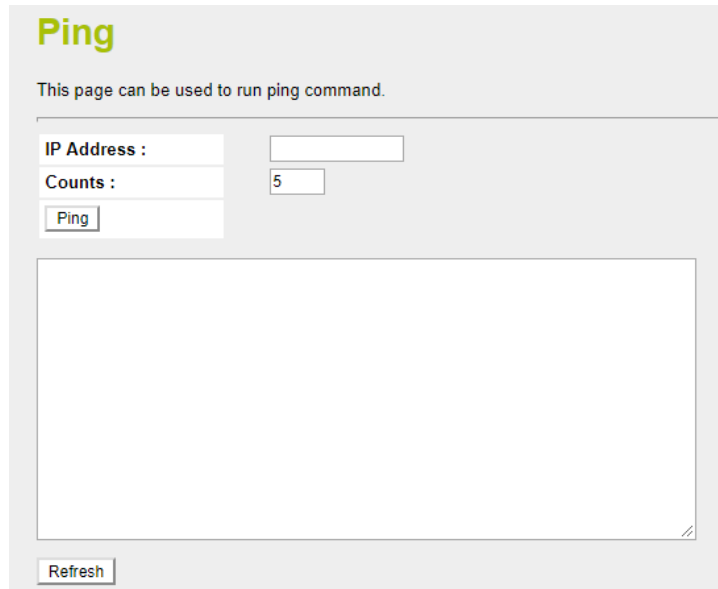 Ping
This page can be used to run ping command.
IP Address :
Counts :
5
Ping
Refresh